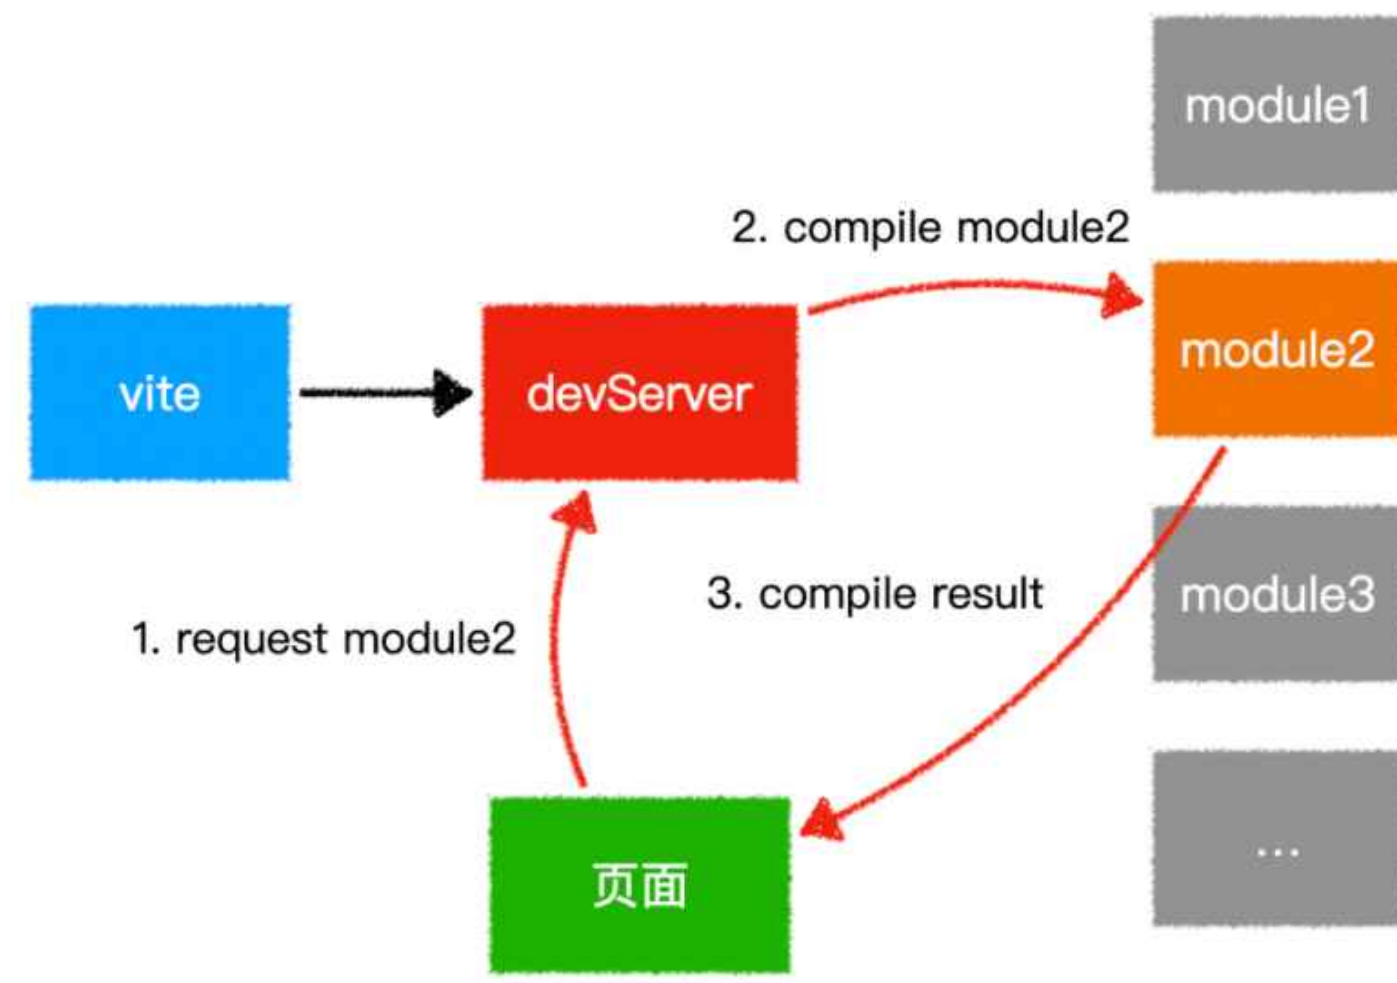 module1
2. compile module2
module2
vite
devServer
3. compile result
module3
1. request module2
...
页面